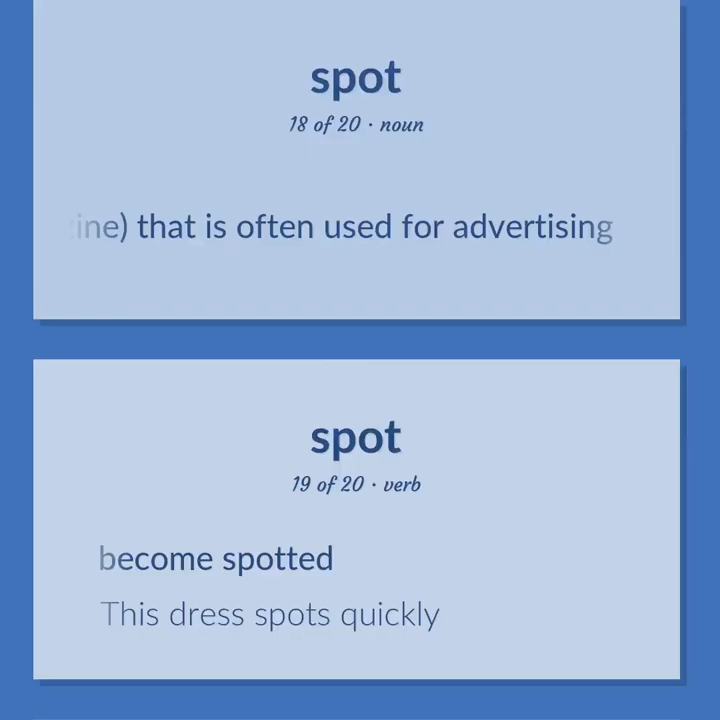 spot
18 of 20 · noun
ine) that is often used for advertising
spot
19 of 20 · verb
become spotted
This dress spots quickly